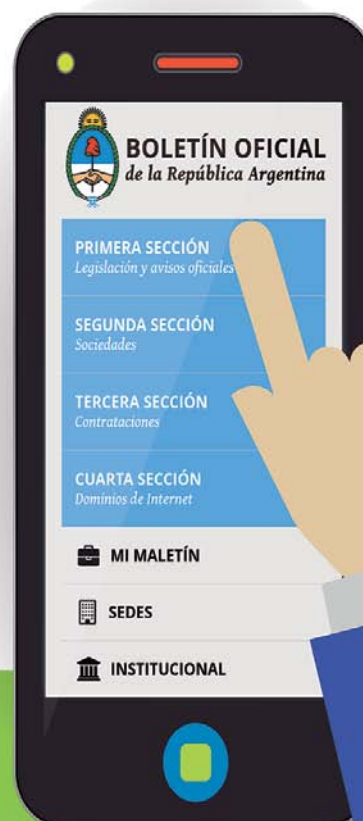 BOLETÍN OFICIAL
de la República Argentina
PRIMERA SECCIÓN
Legislación y avisos oficiales
SEGUNDA SECCIÓN
Sociedades
TERCERA SECCIÓN
Contrataciones
CUARTA SECCIÓN
Dominios de Internet
MI MALETÍN
SEDES
INSTITUCIONAL